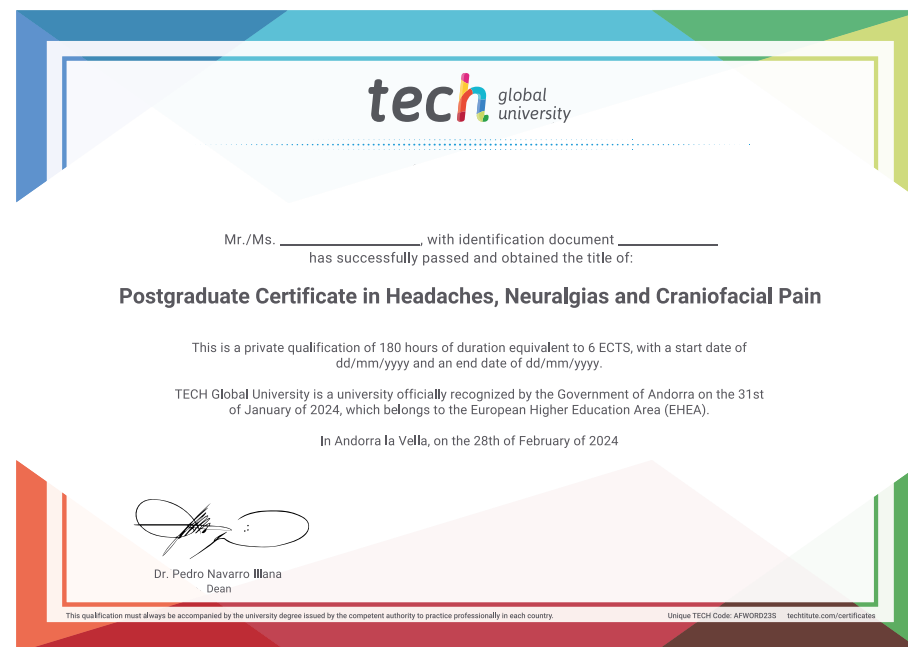 tech global university
Mr./Ms. ____________________, with identification document ______________
has successfully passed and obtained the title of:
Postgraduate Certificate in Headaches, Neuralgias and Craniofacial Pain
This is a private qualification of 180 hours of duration equivalent to 6 ECTS, with a start date of
dd/mm/yyyy and an end date of dd/mm/yyyy.
TECH Global University is a university officially recognized by the Government of Andorra on the 31st
of January of 2024, which belongs to the European Higher Education Area (EHEA).
In Andorra la Vella, on the 28th of February of 2024
Dr. Pedro Navarro Illana
Dean
This qualification must always be accompanied by the university degree issued by the competent authority to practice professionally in each country.
Unique TECH Code: AFWORD23S techtitute.com/certificates